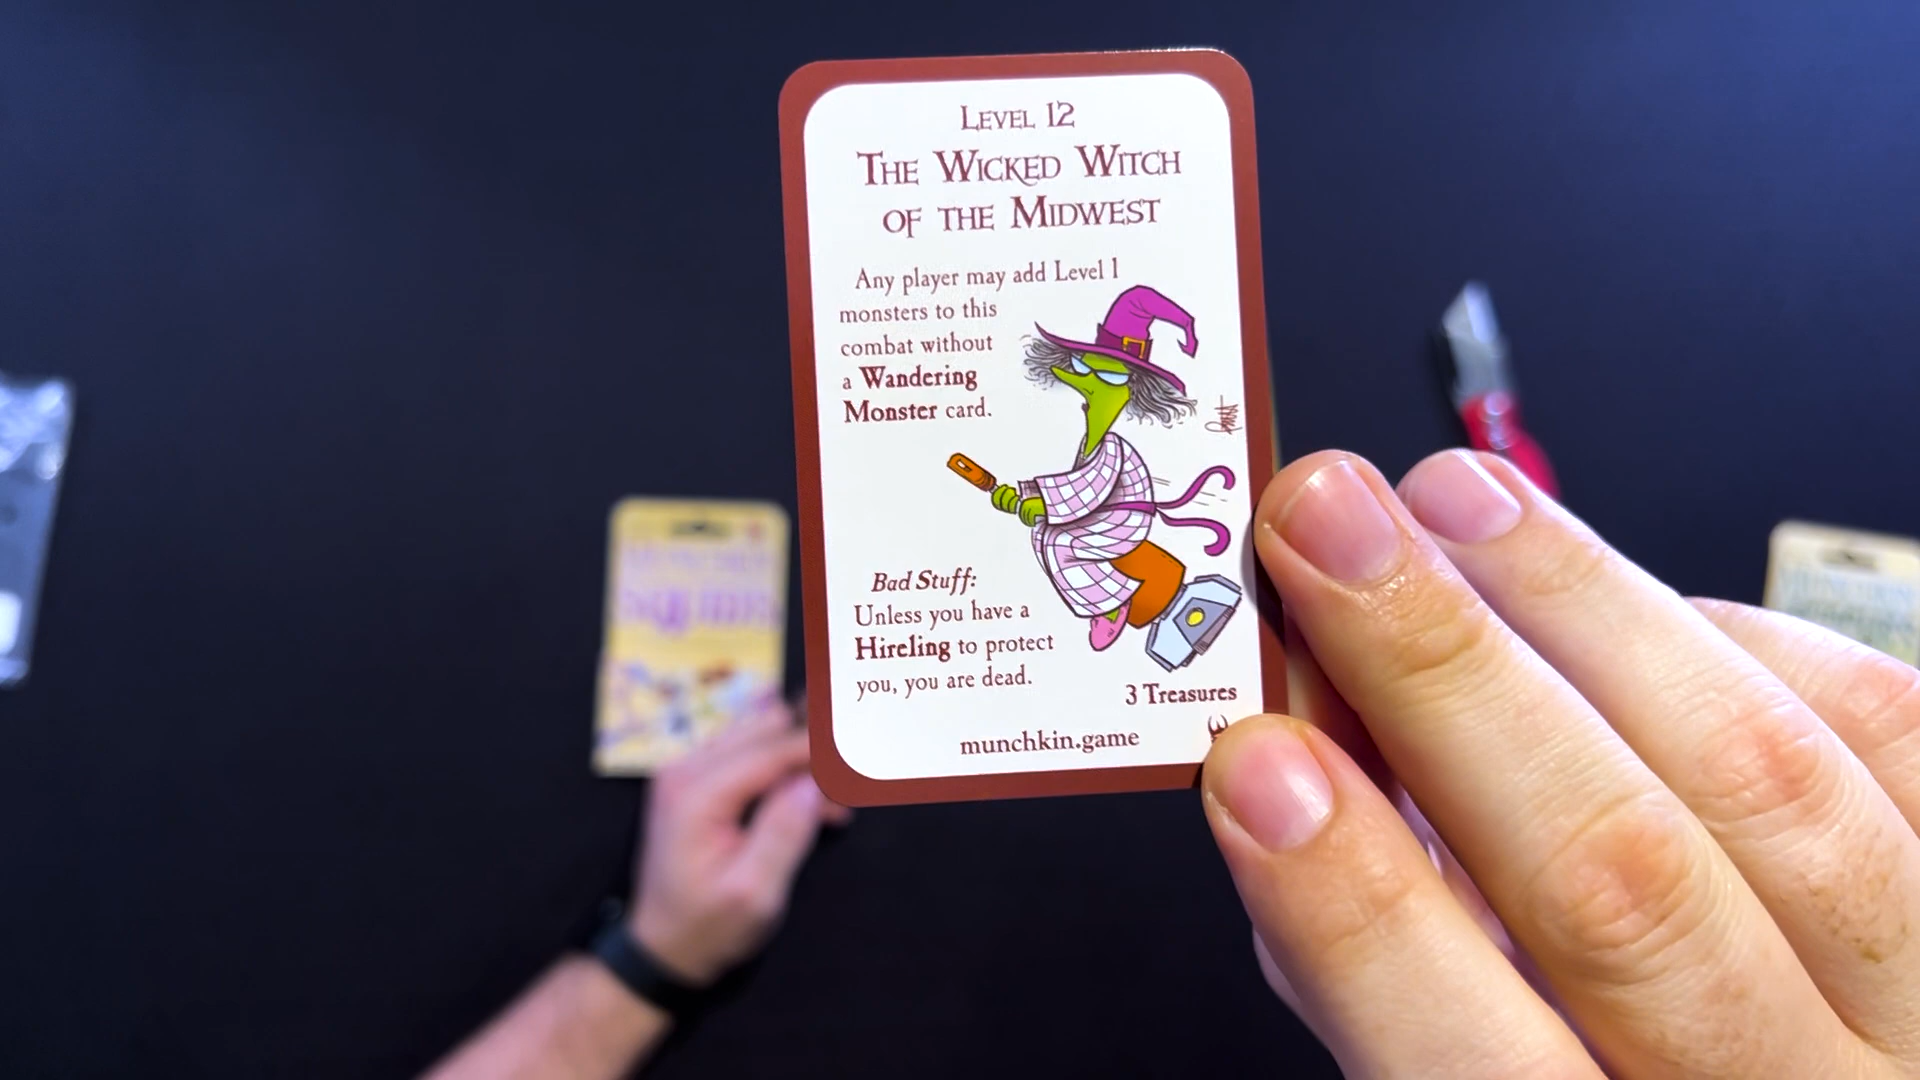 LEVEL 12
THE WICKED WITCH
OF THE MIDWEST
Any player may add Level 1
monsters to this
combat without
a Wandering
Monster card.
Bad Stuff:
Unless you have a
Hireling to protect
you, you are dead.
3 Treasures
munchkin.game
MUNCHKIN